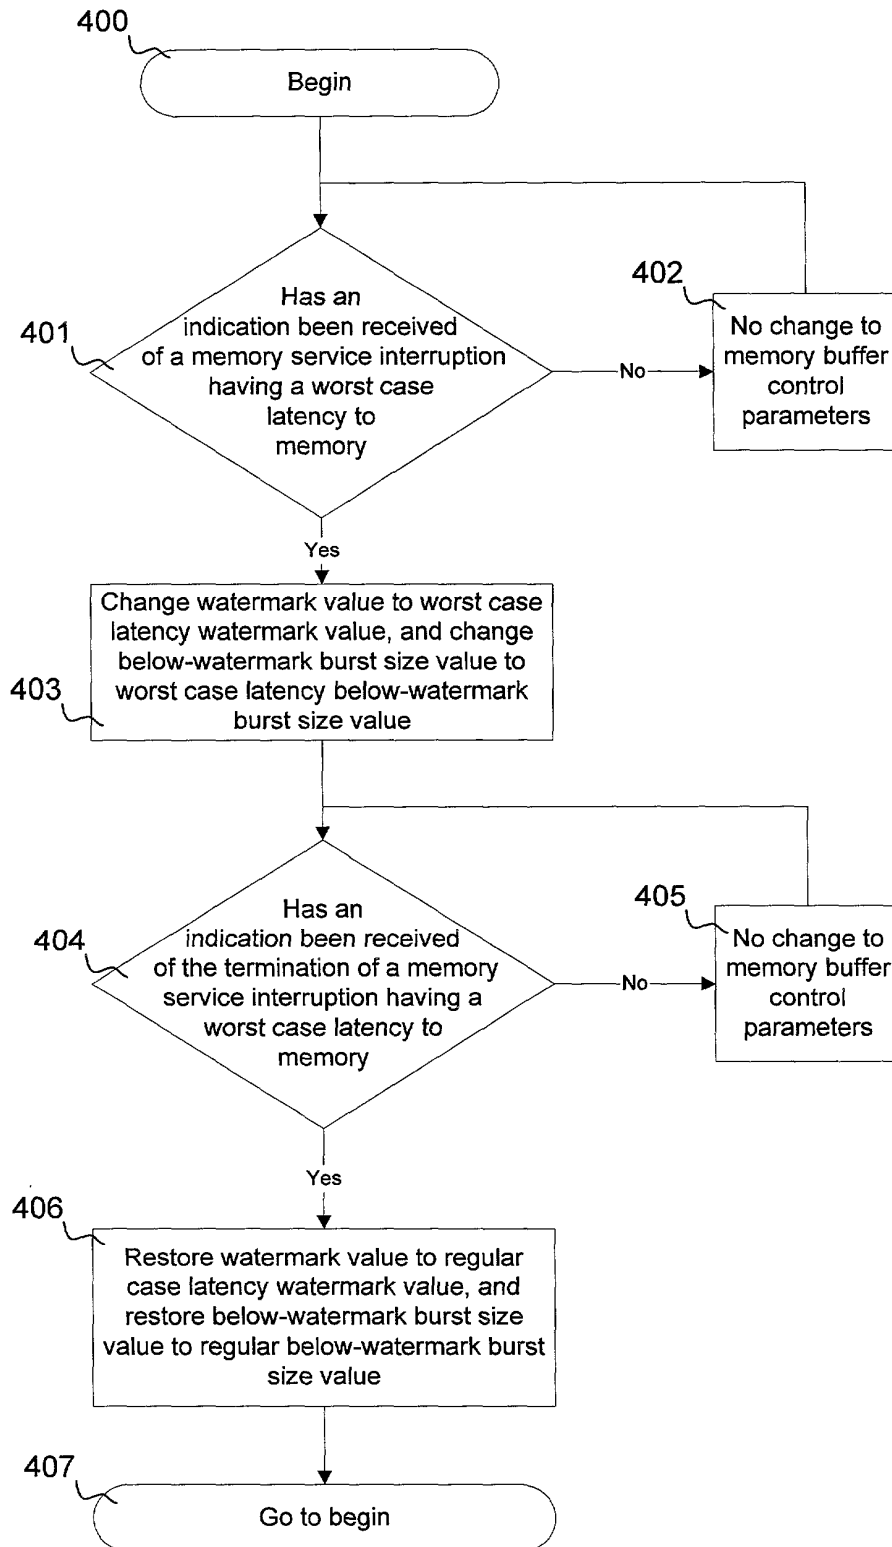 400
Begin
Has an
indication been received
of a memory service interruption
having a worst case
latency to
memory
401
402
No change to
memory buffer
control
parameters
No
Yes
Change watermark value to worst case
latency watermark value, and change
below-watermark burst size value to
worst case latency below-watermark
burst size value
403
Has an
indication been received
of the termination of a memory
service interruption having a
worst case latency to
memory
404
405
No change to
memory buffer
control
parameters
No
Yes
406
Restore watermark value to regular
case latency watermark value, and
restore below-watermark burst size
value to regular below-watermark burst
size value
407
Go to begin